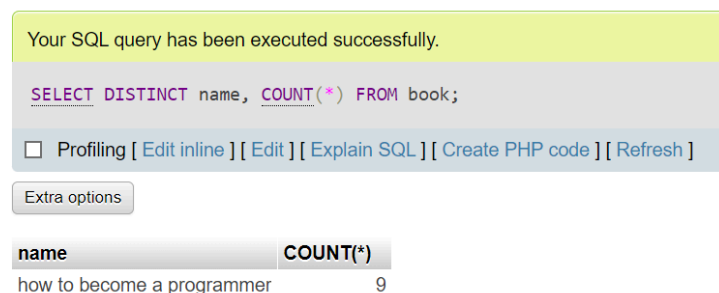 Your SQL query has been executed successfully.
SELECT DISTINCT name, COUNT(*) FROM book;
Profiling [ Edit inline ] [ Edit ] [ Explain SQL ] [ Create PHP code ] [ Refresh ]
Extra options
name COUNT(*)
how to become a programmer 9